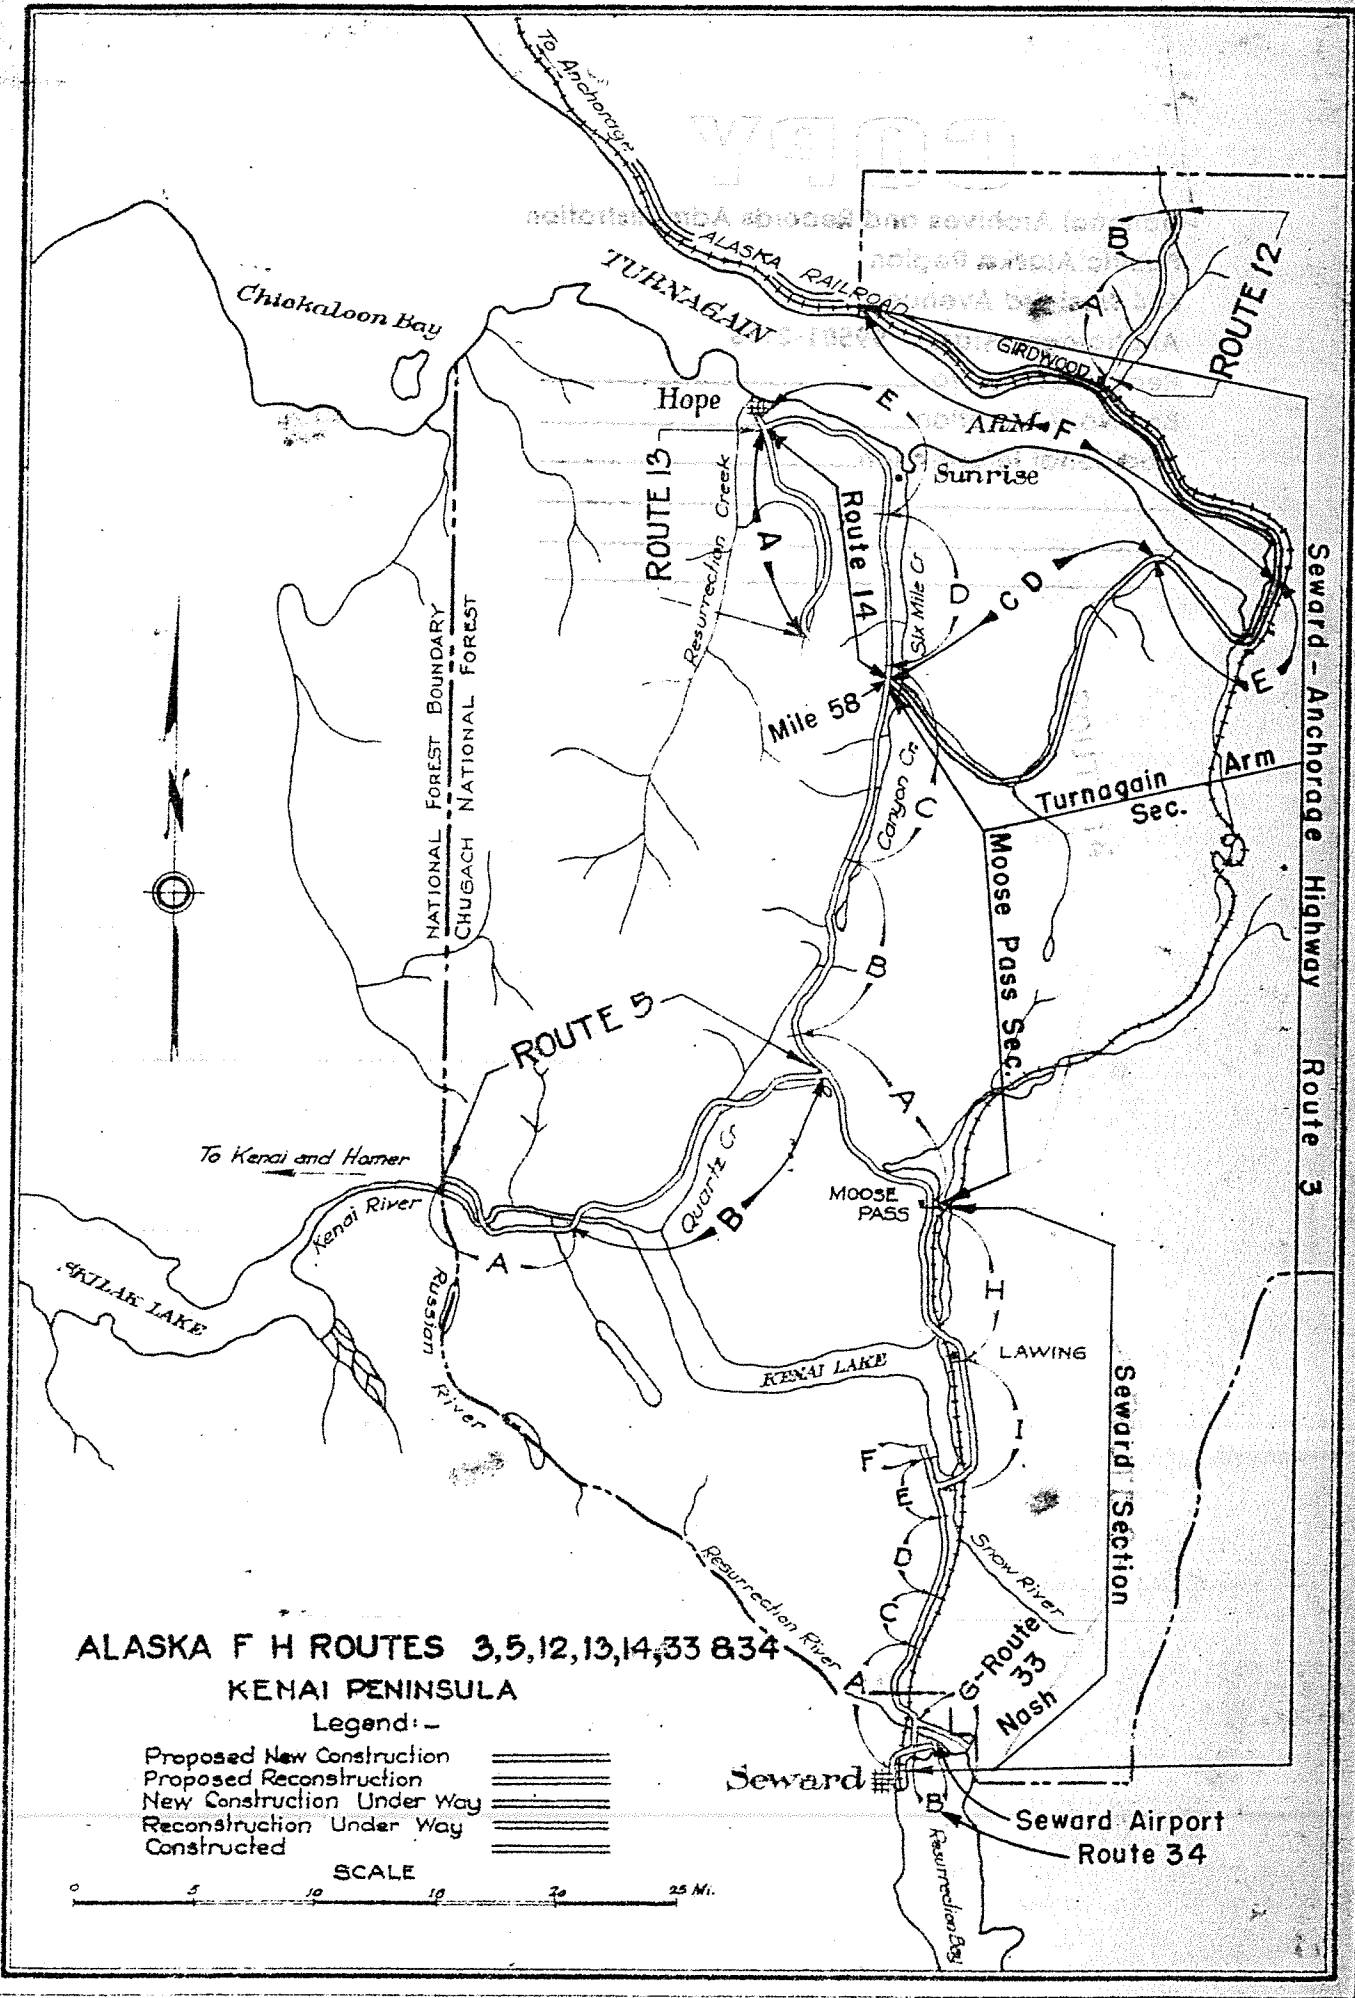 To Anchorage
ALASKA RAILROAD
TURNAGAIN
ARM
GIRDWOOD
B
A
ROUTE 12
Chickaloon Bay
Hope
E
F
Sunrise
ROUTE 13
A
Resurrection Creek
Route 14
Six Mile Cr
D
C D
E
Mile 58
Canyon Cr.
C
Turnagain Arm
Sec.
Seward - Anchorage Highway Route 3
NATIONAL FOREST BOUNDARY
CHUGACH NATIONAL FOREST
N
Moose Pass Sec.
B
ROUTE 5
A
To Kenai and Homer
Kenai River
Quartz Cr
B
A
MOOSE
PASS
H
SKILAK LAKE
Russian
River
KENAI LAKE
LAWING
I
Seward Section
F
E
D
C
Snow River
Resurrection River
A
G-Route
33
Nash
Seward
B
Seward Airport
Route 34
Resurrection Bay
ALASKA F H ROUTES 3,5,12,13,14,33 &34
KENAI PENINSULA
Legend:-
Proposed New Construction
Proposed Reconstruction
New Construction Under Way
Reconstruction Under Way
Constructed
SCALE
0 5 10 15 20 25 Mi.